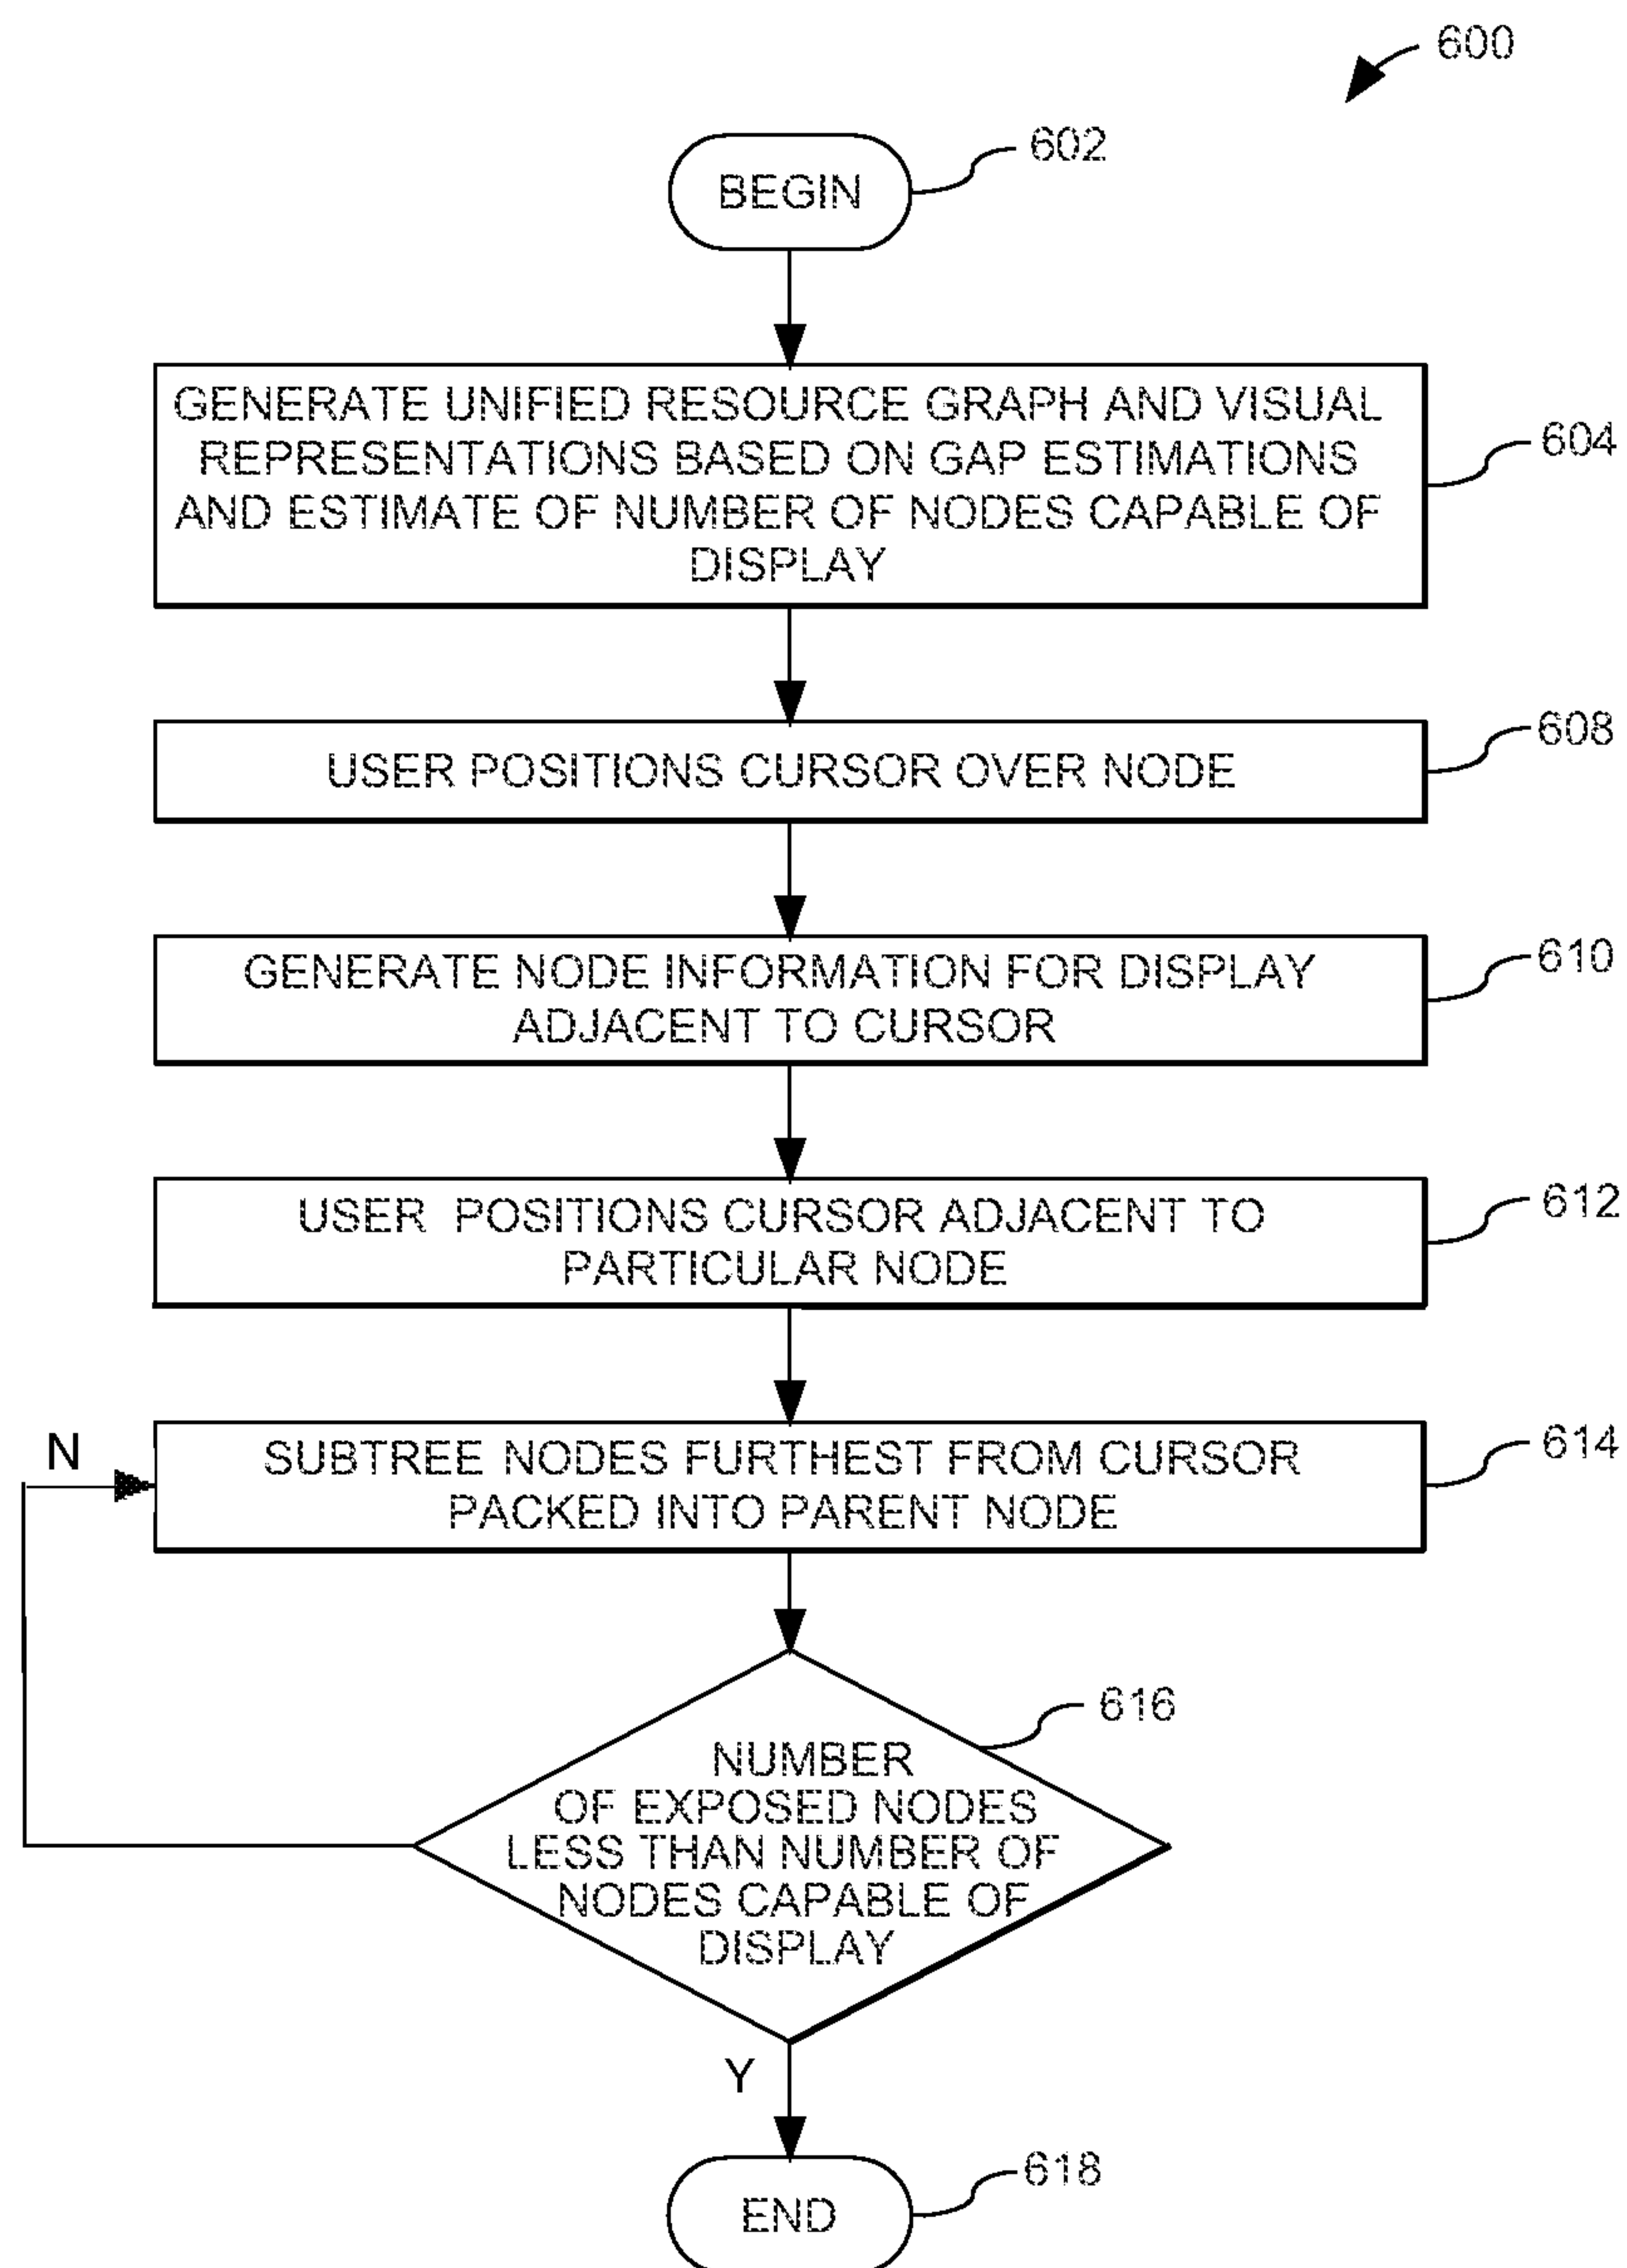 600
602
BEGIN
GENERATE UNIFIED RESOURCE GRAPH AND VISUAL
REPRESENTATIONS BASED ON GAP ESTIMATIONS
AND ESTIMATE OF NUMBER OF NODES CAPABLE OF
DISPLAY
604
USER POSITIONS CURSOR OVER NODE
608
GENERATE NODE INFORMATION FOR DISPLAY
ADJACENT TO CURSOR
610
USER POSITIONS CURSOR ADJACENT TO
PARTICULAR NODE
612
N
SUBTREE NODES FURTHEST FROM CURSOR
PACKED INTO PARENT NODE
614
616
NUMBER
OF EXPOSED NODES
LESS THAN NUMBER OF
NODES CAPABLE OF
DISPLAY
Y
618
END